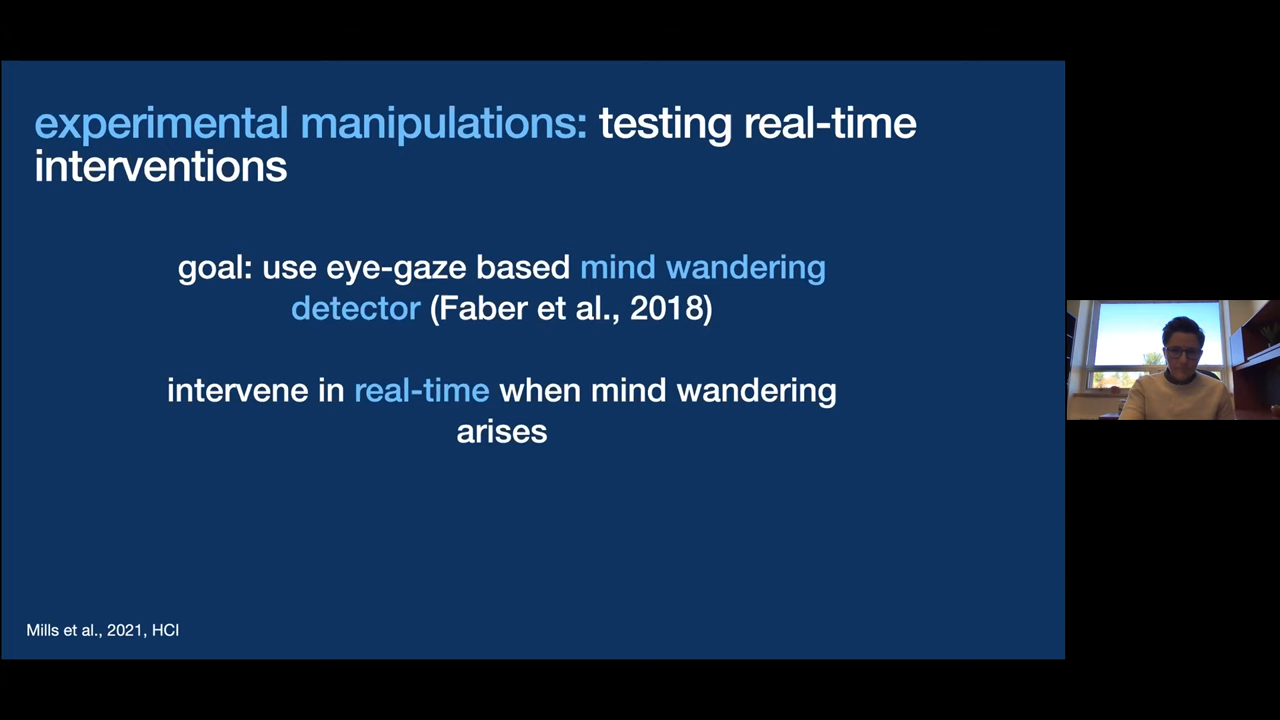 experimental manipulations: testing real-time
interventions
goal: use eye-gaze based mind wandering
detector (Faber et al., 2018)
intervene in real-time when mind wandering
arises
Mills et al., 2021, HCI